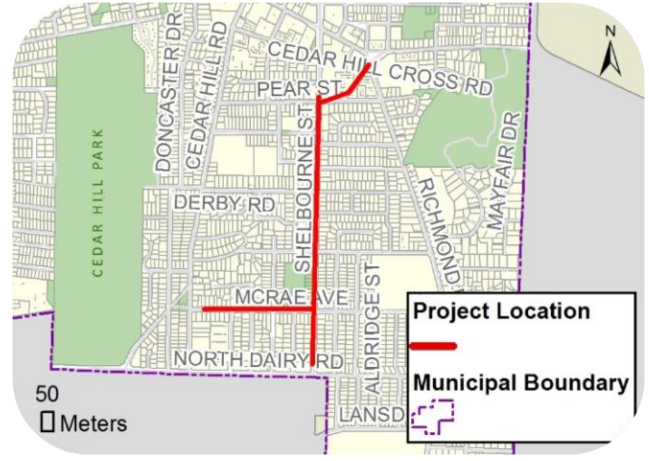 N
CEDAR HILL CROSS RD
DONCASTER DR
CEDAR HILL RD
PEAR ST
SHELBOURNE ST
MAYFAIR DR
RICHMOND
DERBY RD
CEDAR HILL PARK
ALDRIDGE ST
MCRAE AVE
NORTH DAIRY RD
LANSD
50
Meters
Project Location
Municipal Boundary